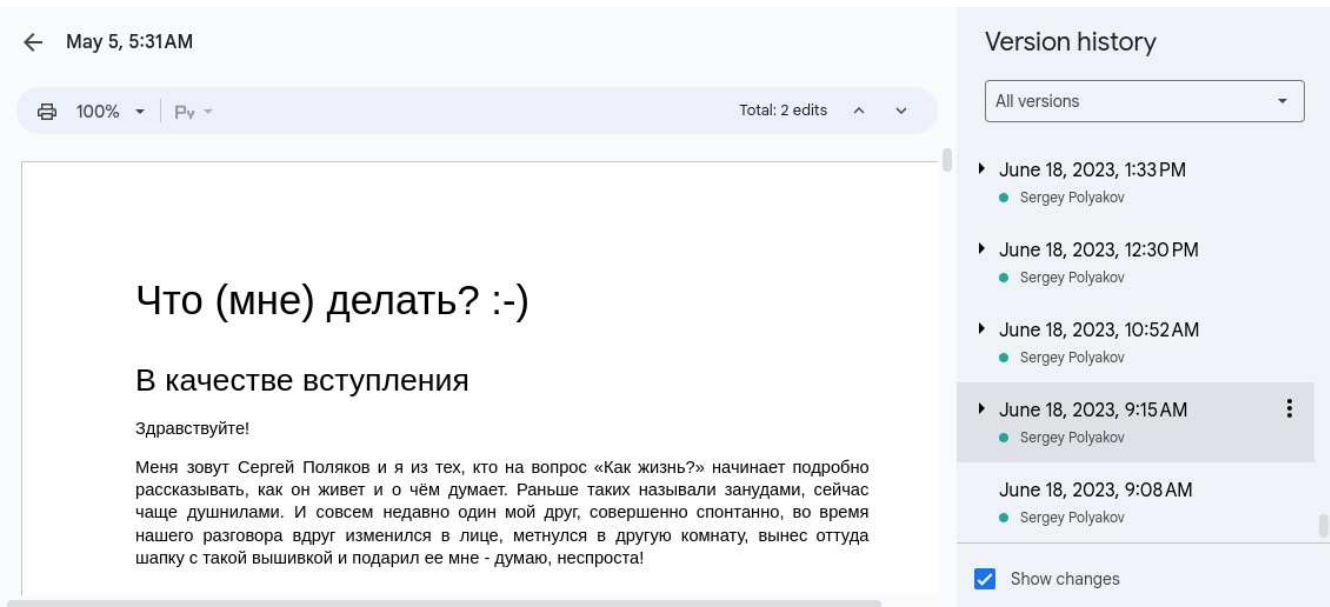 May 5, 5:31 AM
100%
Total: 2 edits
Что (мне) делать? :-)
В качестве вступления
Здравствуйте!
Меня зовут Сергей Поляков и я из тех, кто на вопрос «Как жизнь?» начинает подробно
рассказывать, как он живет и о чём думает. Раньше таких называли занудами, сейчас
чаще душнилами. И совсем недавно один мой друг, совершенно спонтанно, во время
нашего разговора вдруг изменился в лице, метнулся в другую комнату, вынес оттуда
шапку с такой вышивкой и подарил ее мне - думаю, неспроста!
Version history
All versions
June 18, 2023, 1:33 PM
Sergey Polyakov
June 18, 2023, 12:30 PM
Sergey Polyakov
June 18, 2023, 10:52 AM
Sergey Polyakov
June 18, 2023, 9:15 AM
Sergey Polyakov
June 18, 2023, 9:08 AM
Sergey Polyakov
Show changes